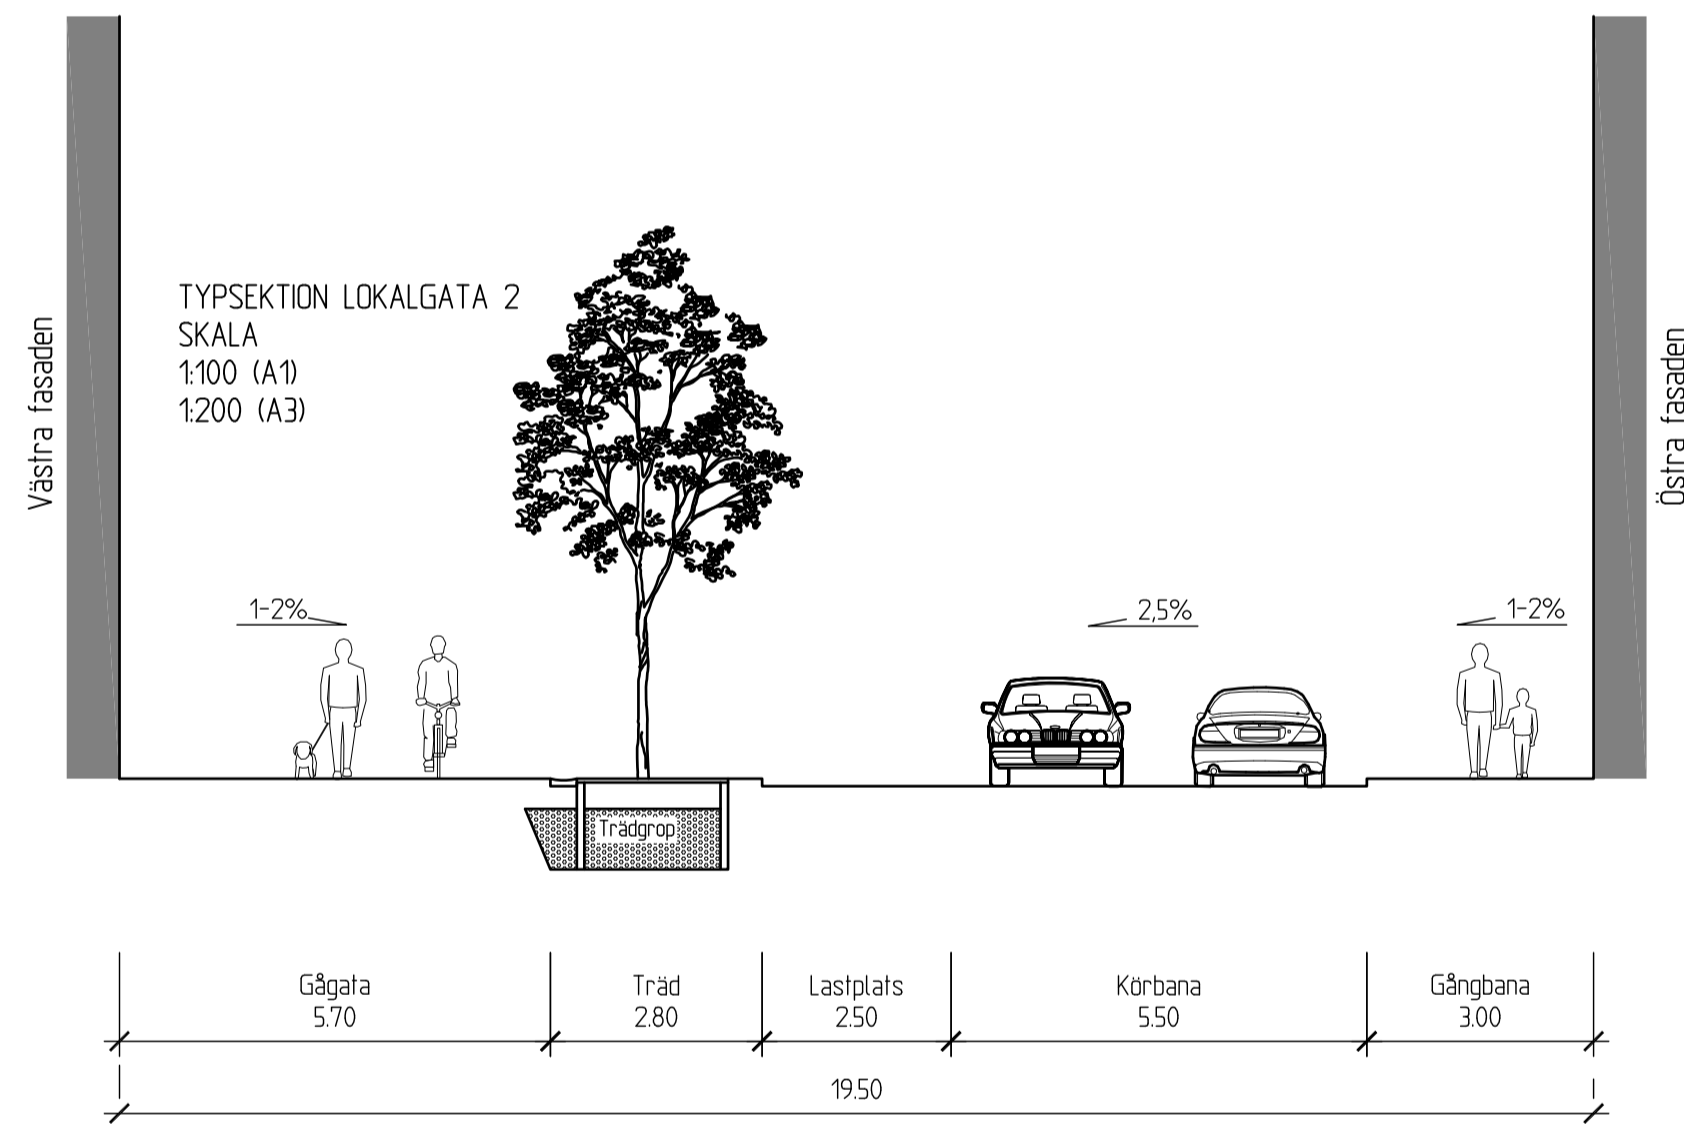 TYPSEKTION LOKALGATA 2
SKALA
1:100 (A1)
1:200 (A3)
Västra fasaden
Östra fasaden
1-2%
2,5%
1-2%
Trädgrop
Gågata
5.70
Träd
2.80
Lastplats
2.50
Körbana
5.50
Gångbana
3.00
19.50